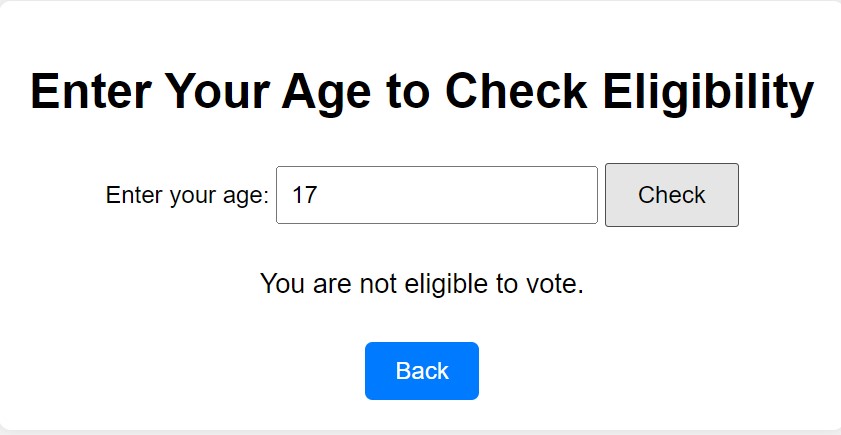 Enter Your Age to Check Eligibility
Enter your age: 17 Check
You are not eligible to vote.
Back